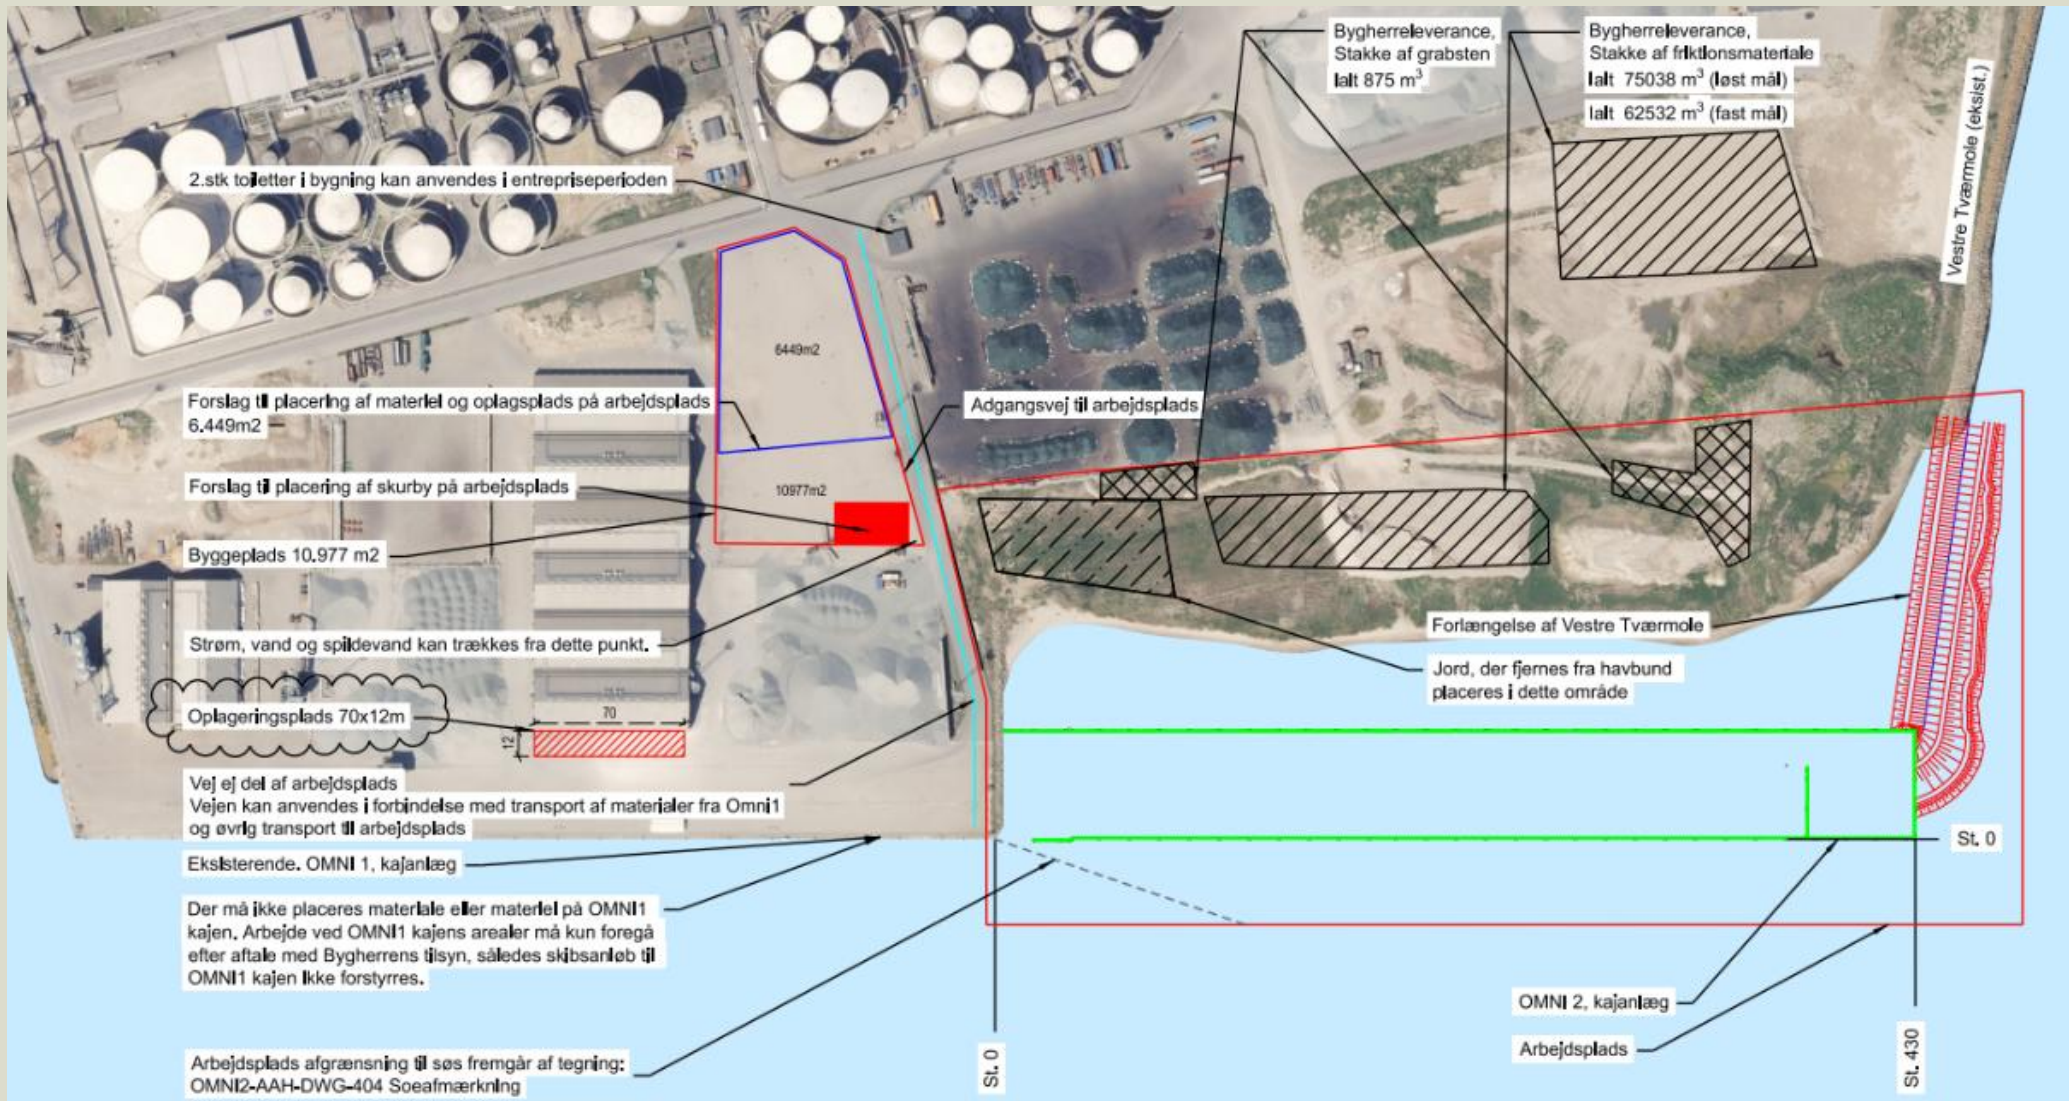 Bygherreleverance,
Stakke af grabsten
Ialt 875 m³
Bygherreleverance,
Stakke af friktionsmateriale
Ialt 75038 m³ (løst mål)
Ialt 62532 m³ (fast mål)
Vestre Tværmole (eksist.)
2.stk toiletter i bygning kan anvendes i entrepriseperioden
6449m2
Forslag til placering af materiel og oplagsplads på arbejdsplads
6.449m2
Adgangsvej til arbejdsplads
Forslag til placering af skurby på arbejdsplads
10977m2
Byggeplads 10.977 m2
Strøm, vand og spildevand kan trækkes fra dette punkt.
Forlængelse af Vestre Tværmole
Jord, der fjernes fra havbund
placeres i dette område
Oplageringsplads 70x12m
70
12
Vej ej del af arbejdsplads
Vejen kan anvendes i forbindelse med transport af materialer fra Omni1
og øvrig transport til arbejdsplads
St. 0
Eksisterende. OMNI 1, kajanlæg
Der må ikke placeres materiale eller materiel på OMNI1
kajen. Arbejde ved OMNI1 kajens arealer må kun foregå
efter aftale med Bygherrens tilsyn, således skibsanløb til
OMNI1 kajen ikke forstyrres.
OMNI 2, kajanlæg
Arbejdsplads
Arbejdsplads afgrænsning til søs fremgår af tegning:
OMNI2-AAH-DWG-404 Soeafmærkning
St. 0
St. 430